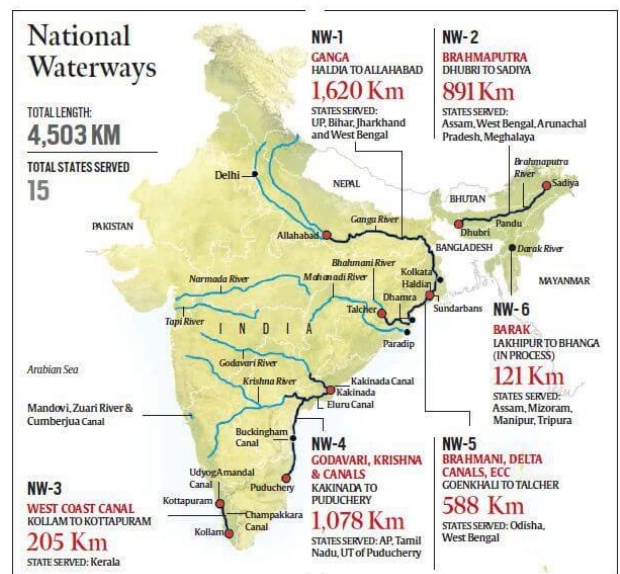 National
Waterways
TOTAL LENGTH:
4,503 KM
TOTAL STATES SERVED
15
NW-1
GANGA
HALDIA TO ALLAHABAD
1,620 Km
STATES SERVED:
UP, Bihar, Jharkhand
and West Bengal
NW- 2
BRAHMAPUTRA
DHUBRI TO SADIYA
891 Km
STATES SERVED:
Assam, West Bengal, Arunachal
Pradesh, Meghalaya
Brahmaputra
River
Sadiya
Delhi
NEPAL
BHUTAN
Pandu
Dhubri
PAKISTAN
Allahabad
Ganga River
BANGLADESH
Darak River
Bhahmani River
Kolkata
Narmada River
Mahanadi River
Haldia
MAYANMAR
Dhamra
Talcher
Sundarbans
Tapi River
INDIA
Paradip
NW-6
BARAK
LAKHIPUR TO BHANGA
(IN PROCESS)
121 Km
STATES SERVED:
Assam, Mizoram,
Manipur, Tripura
Arabian Sea
Godavari River
Krishna River
Kakinada Canal
Kakinada
Eluru Canal
Mandovi, Zuari River &
Cumberjua Canal
Buckingham
Canal
NW-4
GODAVARI, KRISHNA
& CANALS
KAKINADA TO
PUDUCHERY
1,078 Km
STATES SERVED: AP, Tamil
Nadu, UT of Puducherry
NW-5
BRAHMANI, DELTA
CANALS, ECC
GOENKHALI TO TALCHER
588 Km
STATES SERVED: Odisha,
West Bengal
Udyog Amandal
Canal
Puduchery
Kottapuram
Champakkara
Canal
Kollam
NW-3
WEST COAST CANAL
KOLLAM TO KOTTAPURAM
205 Km
STATE SERVED: Kerala